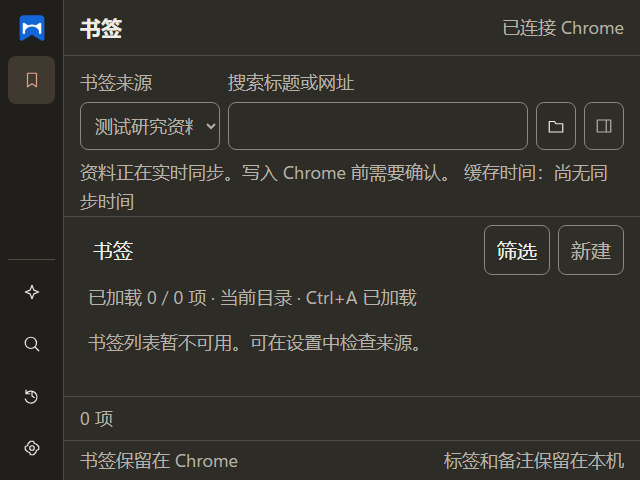 书签
已连接 Chrome
书签来源
搜索标题或网址
测试研究资料
资料正在实时同步。写入 Chrome 前需要确认。 缓存时间：尚无同
步时间
书签
筛选
新建
已加载 0 / 0 项 · 当前目录 · Ctrl+A 已加载
书签列表暂不可用。可在设置中检查来源。
0 项
书签保留在 Chrome
标签和备注保留在本机